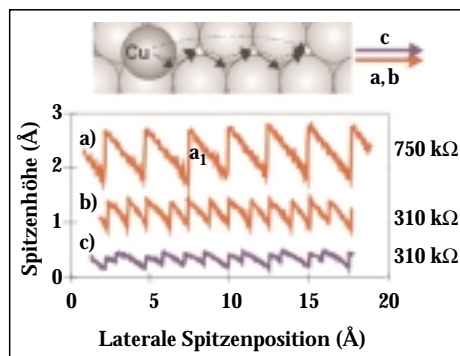 Cu
c
a, b
Spitzenhöhe (Å)
3
2
1
0
a)
a1
b)
c)
750 kΩ
310 kΩ
310 kΩ
0
5
10
15
20
Laterale Spitzenposition (Å)